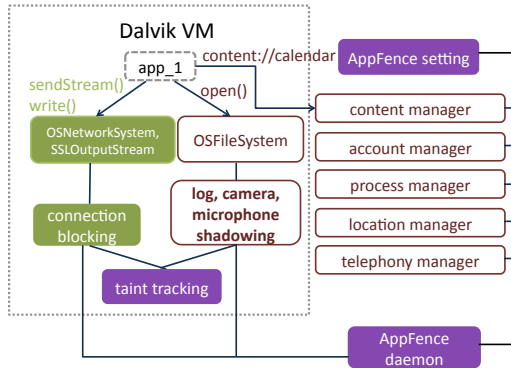 Dalvik VM
app_1
content://calendar
AppFence setting
sendStream()
write()
open()
content manager
OSNetworkSystem,
SSLOutputStream
OSFileSystem
account manager
process manager
log, camera,
microphone
shadowing
connection
blocking
location manager
telephony manager
taint tracking
AppFence
daemon